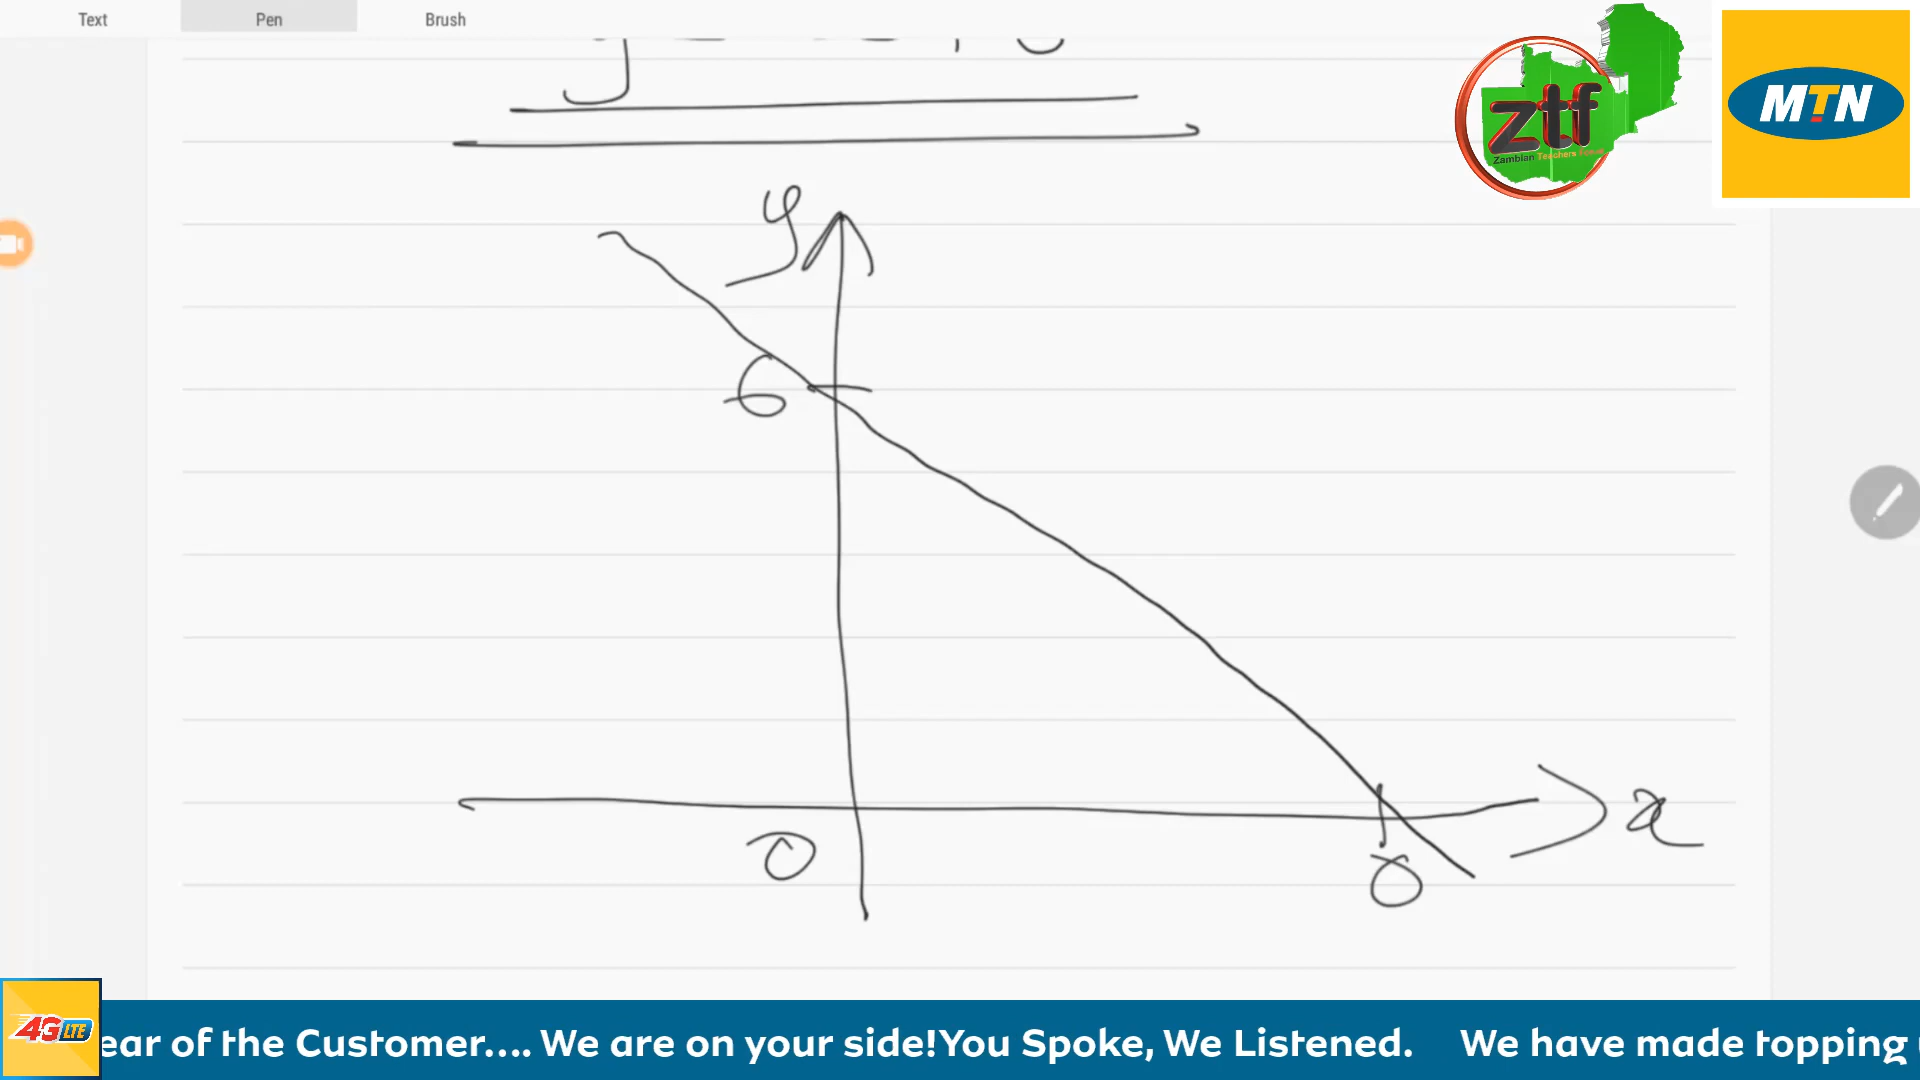 Text Pen Brush
ztf
Zambian Teachers Forum
MTN
y
6
0
8
x
4G LTE
ear of the Customer.... We are on your side!You Spoke, We Listened. We have made topping